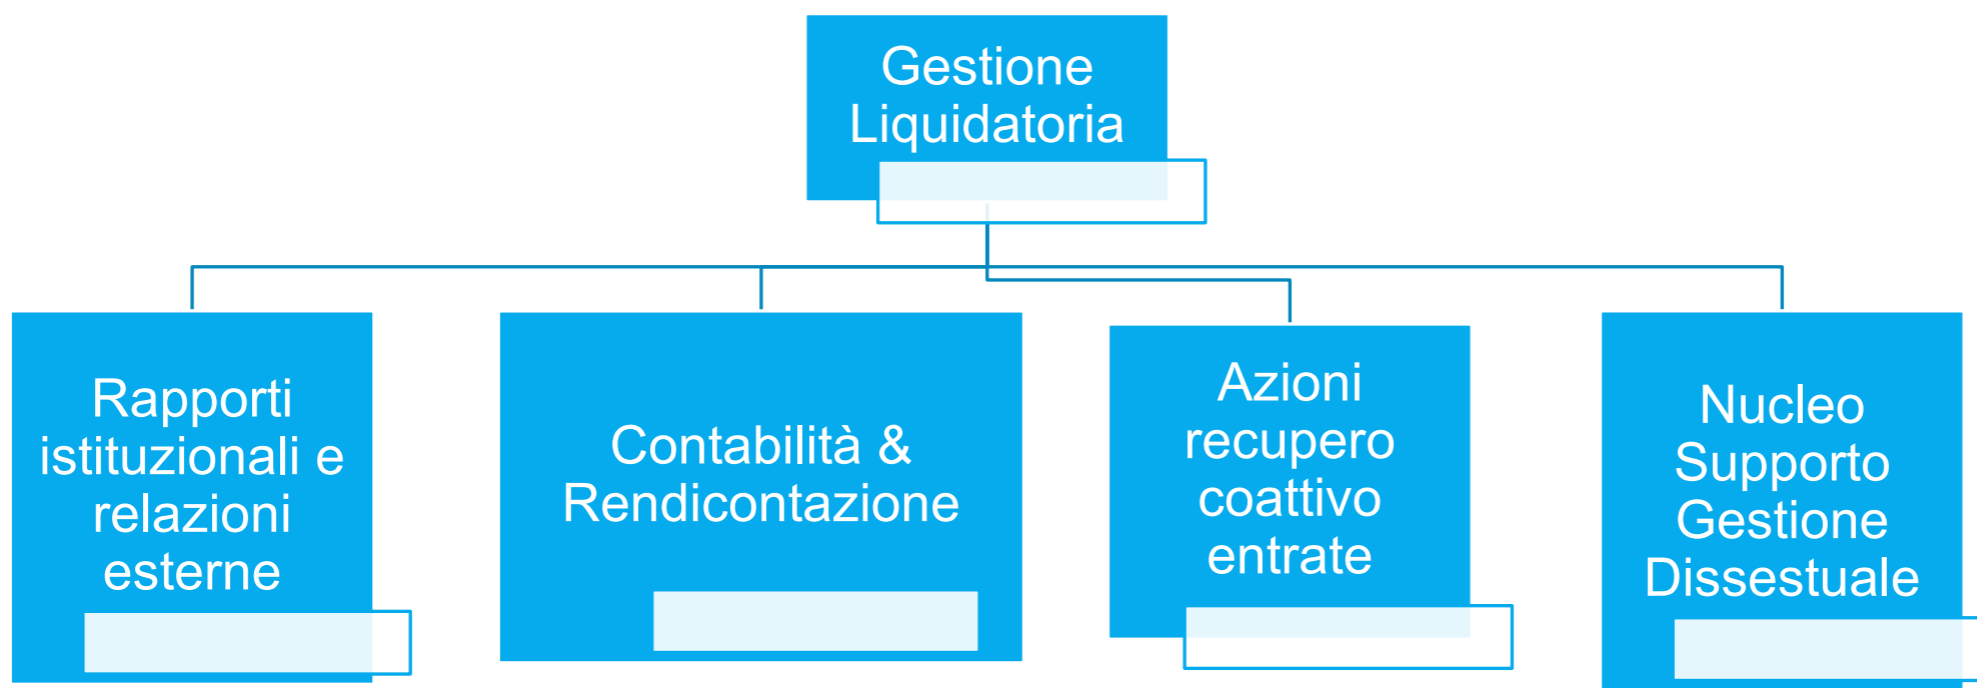 Gestione
Liquidatoria
Rapporti
istituzionali e
relazioni
esterne
Contabilità &
Rendicontazione
Azioni
recupero
coattivo
entrate
Nucleo
Supporto
Gestione
Dissestuale